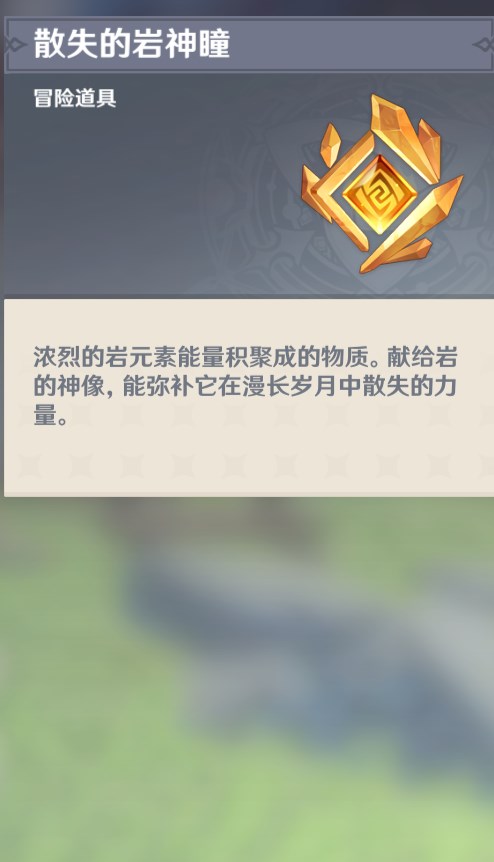 散失的岩神瞳
冒险道具
浓烈的岩元素能量积聚成的物质。献给岩
的神像，能弥补它在漫长岁月中散失的力
量。